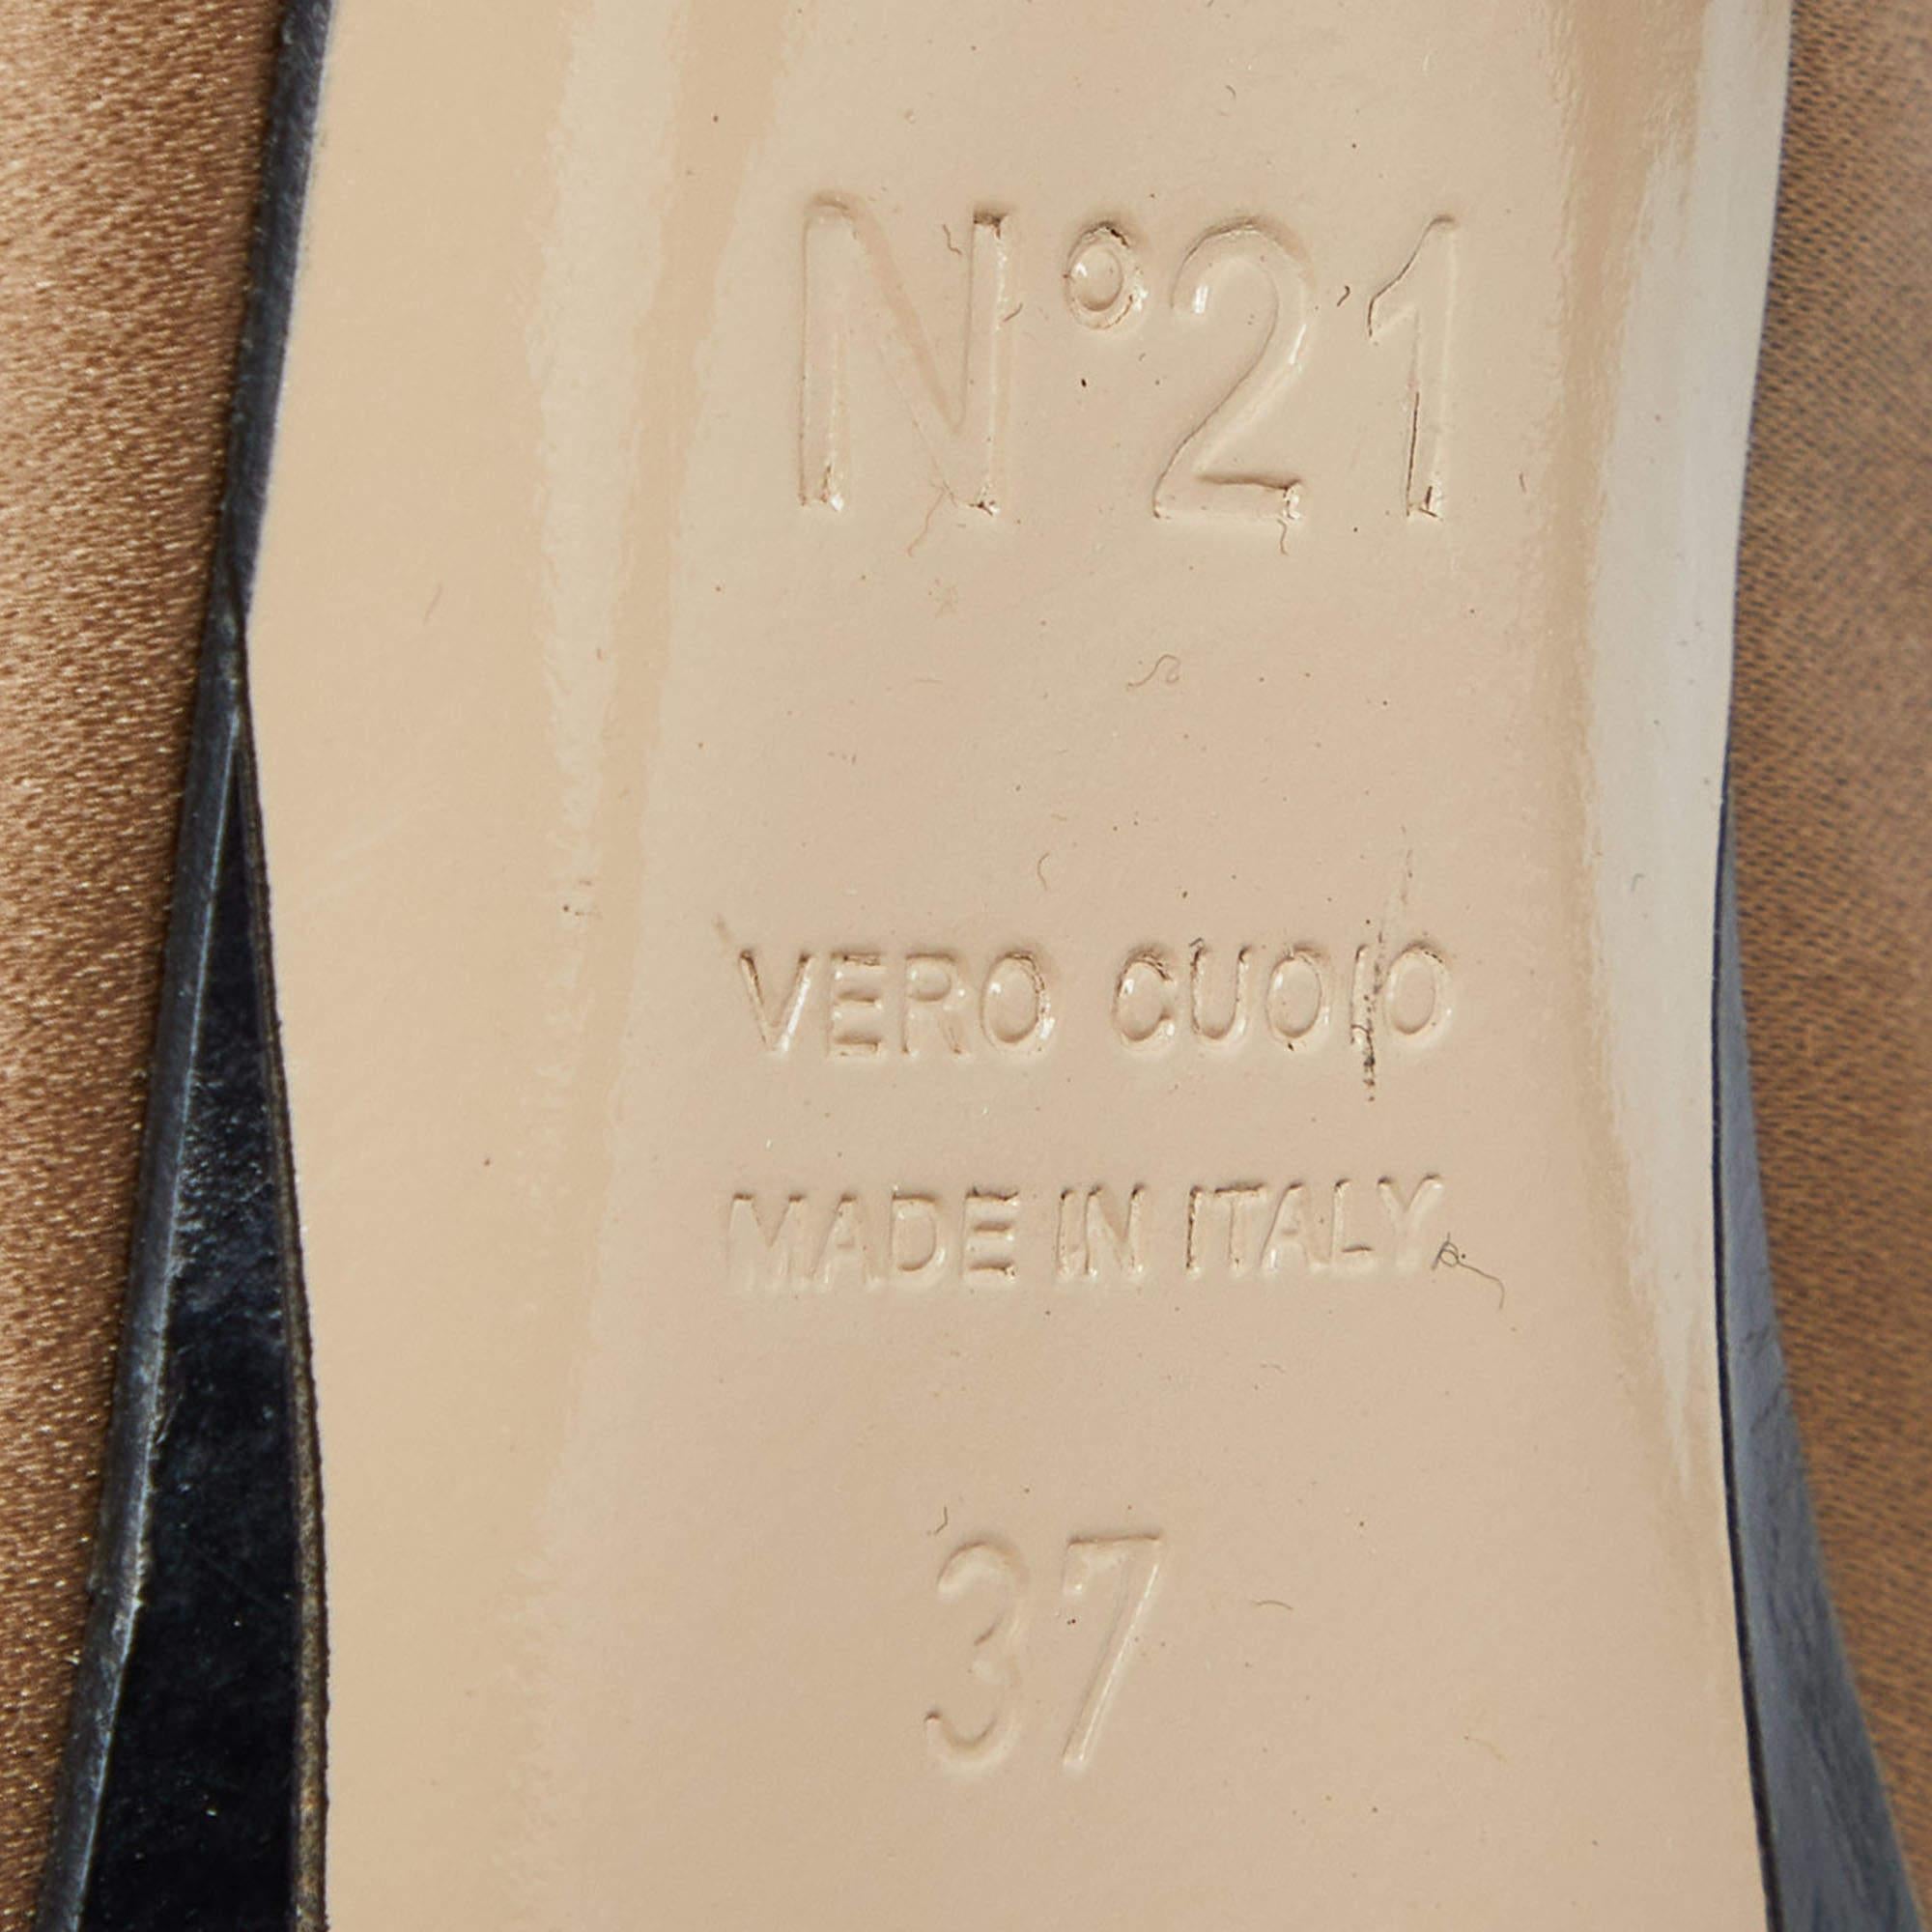 N°21
VERO CUOIO
MADE IN ITALY
37